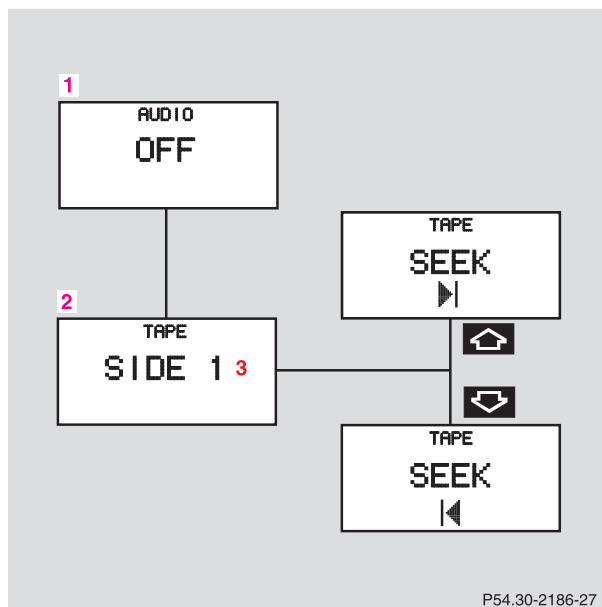 1
AUDIO
OFF
2
TAPE
SIDE 1 3
TAPE
SEEK
TAPE
SEEK
P54.30-2186-27